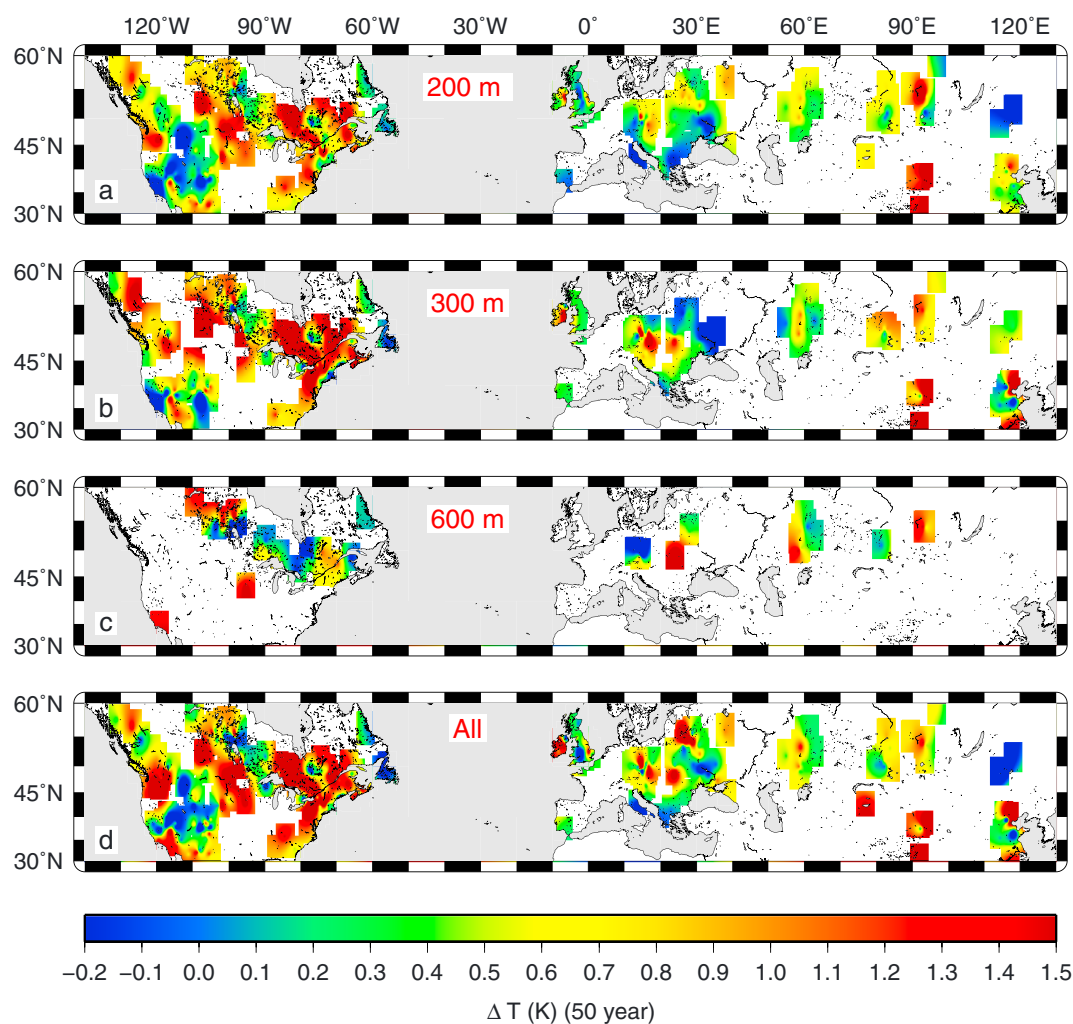 120˚W 90˚W 60˚W 0˚ 30˚E 60˚E 90˚E 120˚E
60˚N
200 m
45˚N
a
30˚N
60˚N
300 m
45˚N
b
30˚N
60˚N
600 m
45˚N
c
30˚N
60˚N
All
45˚N
d
30˚N
−0.2 −0.1 0.0 0.1 0.2 0.3 0.4 0.5 0.6 0.7 0.8 0.9 1.0 1.1 1.2 1.3 1.4 1.5
Δ T (K) (50 year)